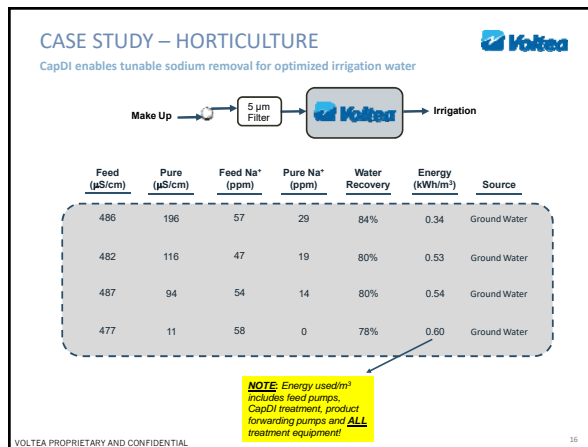 CASE STUDY – HORTICULTURE
Voltea
CapDI enables tunable sodium removal for optimized irrigation water
Make Up
5 µm
Filter
Voltea
Irrigation
Feed Pure Feed Na⁺ Pure Na⁺ Water Energy
(µS/cm) (µS/cm) (ppm) (ppm) Recovery (kWh/m³) Source
486 196 57 29 84% 0.34 Ground Water
482 116 47 19 80% 0.53 Ground Water
487 94 54 14 80% 0.54 Ground Water
477 11 58 0 78% 0.60 Ground Water
NOTE: Energy used/m³
includes feed pumps,
CapDI treatment, product
forwarding pumps and ALL
treatment equipment!
VOLTEA PROPRIETARY AND CONFIDENTIAL
16